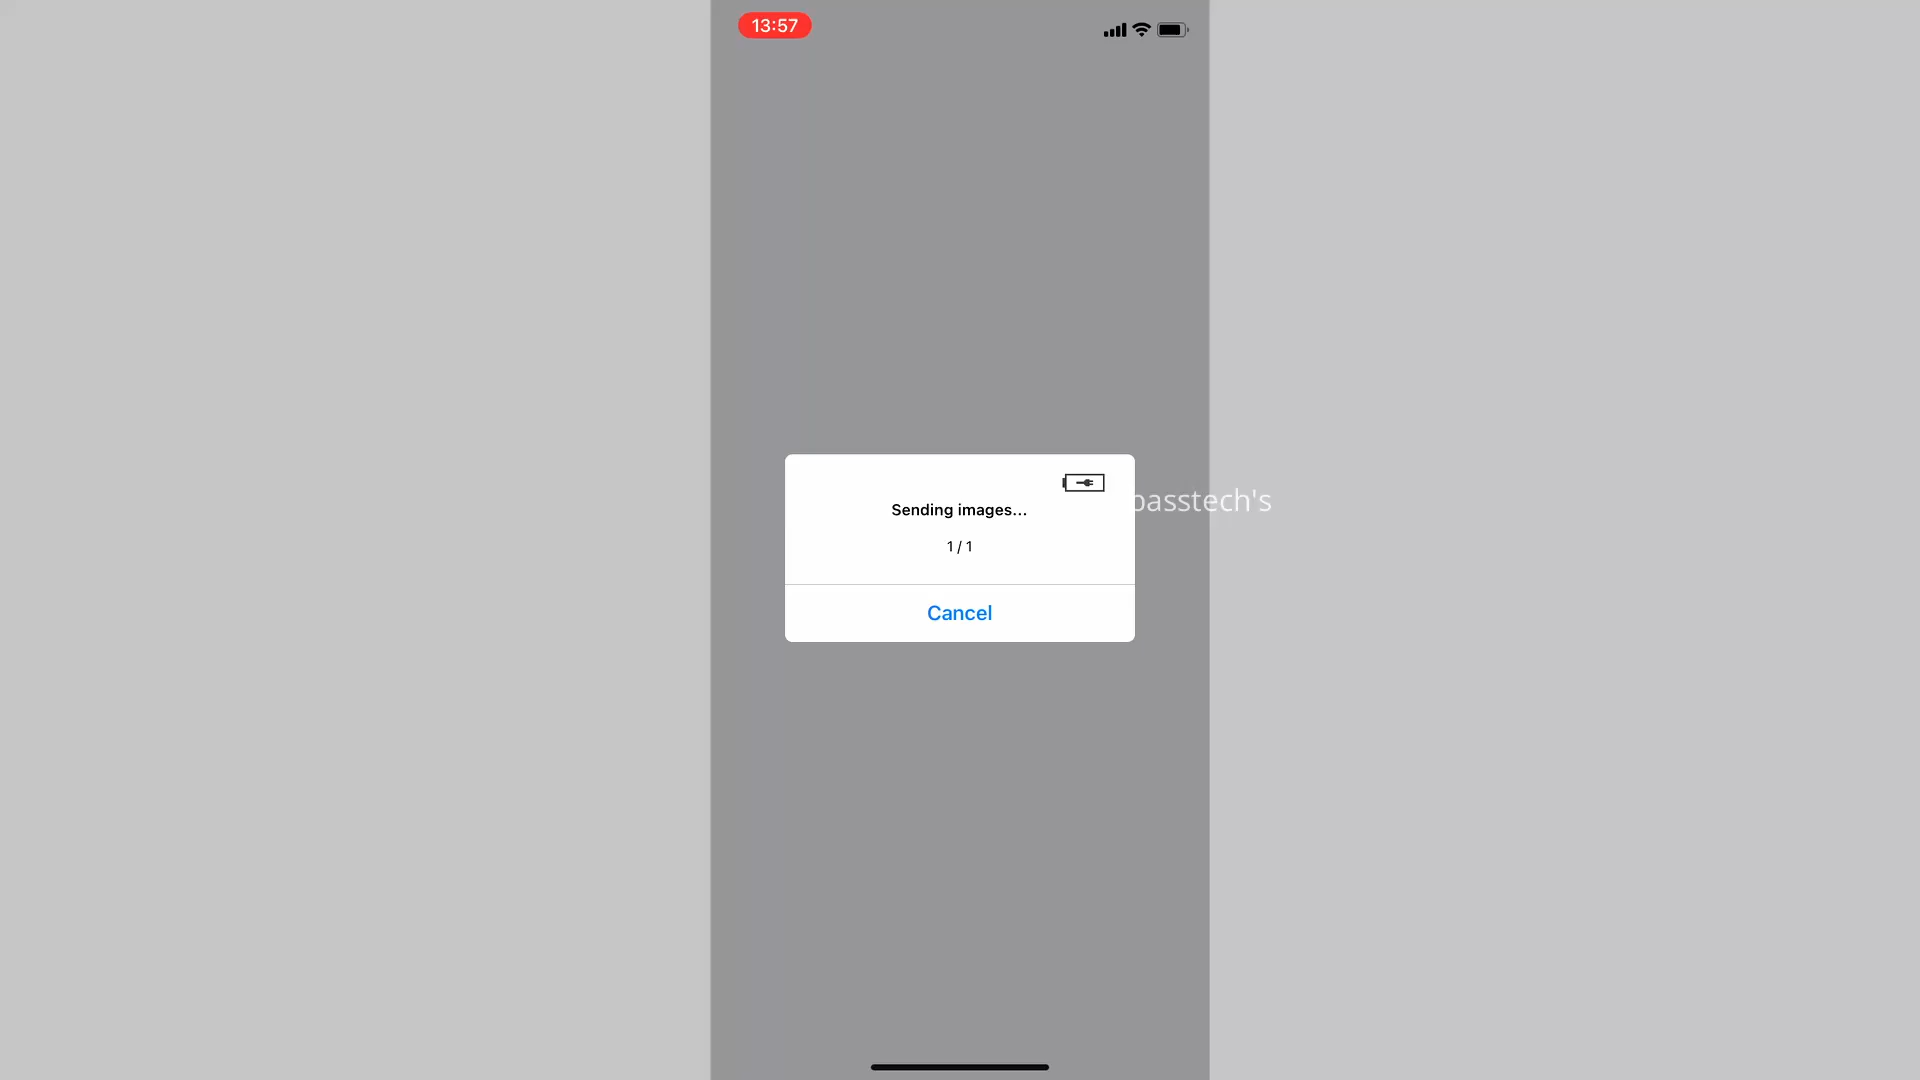 13:57
passtech's
Sending images...
1 / 1
Cancel